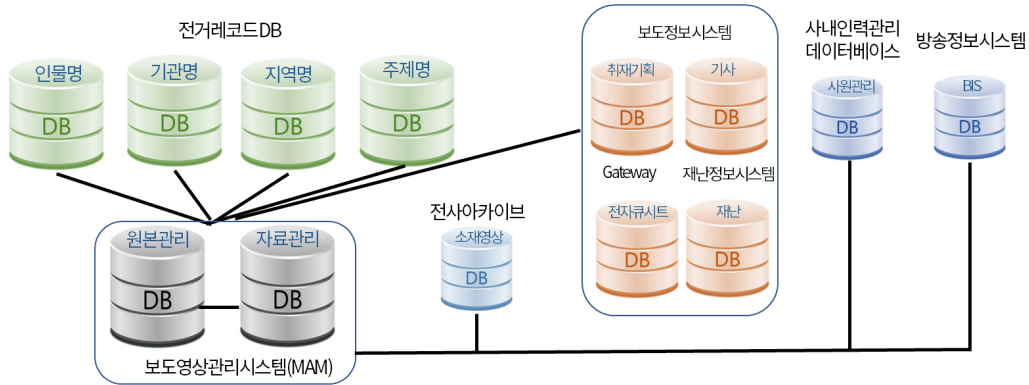 전거레코드 DB
인물명
DB
기관명
DB
지역명
DB
주제명
DB
보도정보시스템
취재기획
DB
기사
DB
Gateway
재난정보시스템
전자큐시트
DB
재난
DB
사내인력관리
데이터베이스
사원관리
DB
방송정보시스템
BIS
DB
원본관리
DB
자료관리
DB
보도영상관리시스템(MAM)
전사아카이브
소재영상
DB